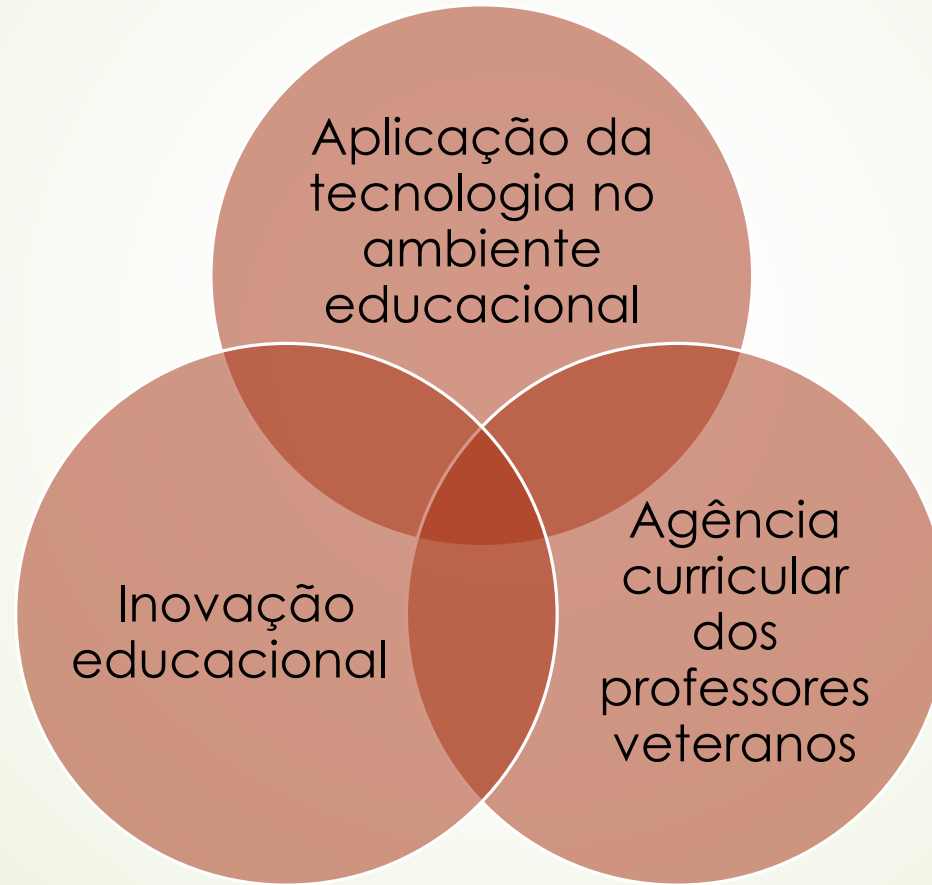 Aplicação da
tecnologia no
ambiente
educacional
Inovação
educacional
Agência
curricular
dos
professores
veteranos